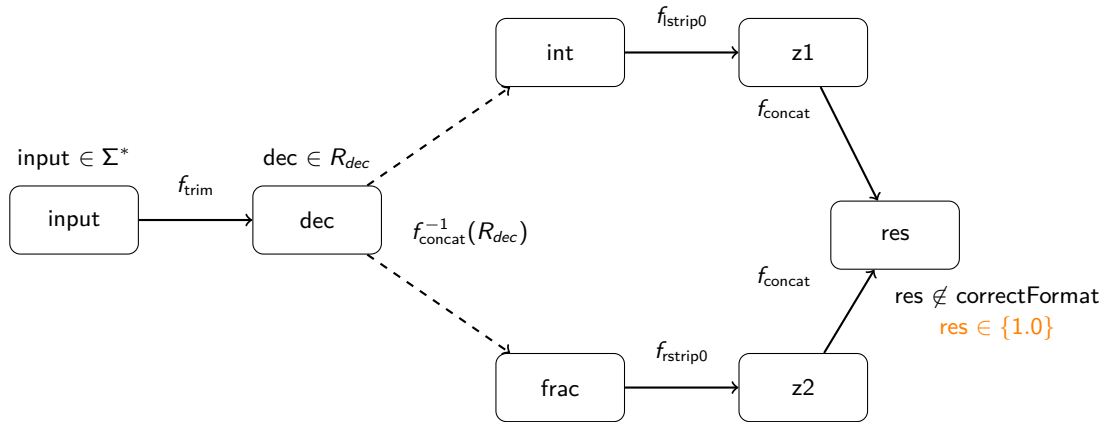 f_lstrip0
int
z1
f_concat
input ∈ Σ*
dec ∈ R_dec
f_trim
input
dec
f_concat^{-1}(R_dec)
res
f_concat
res ∉ correctFormat
res ∈ {1.0}
f_rstrip0
frac
z2